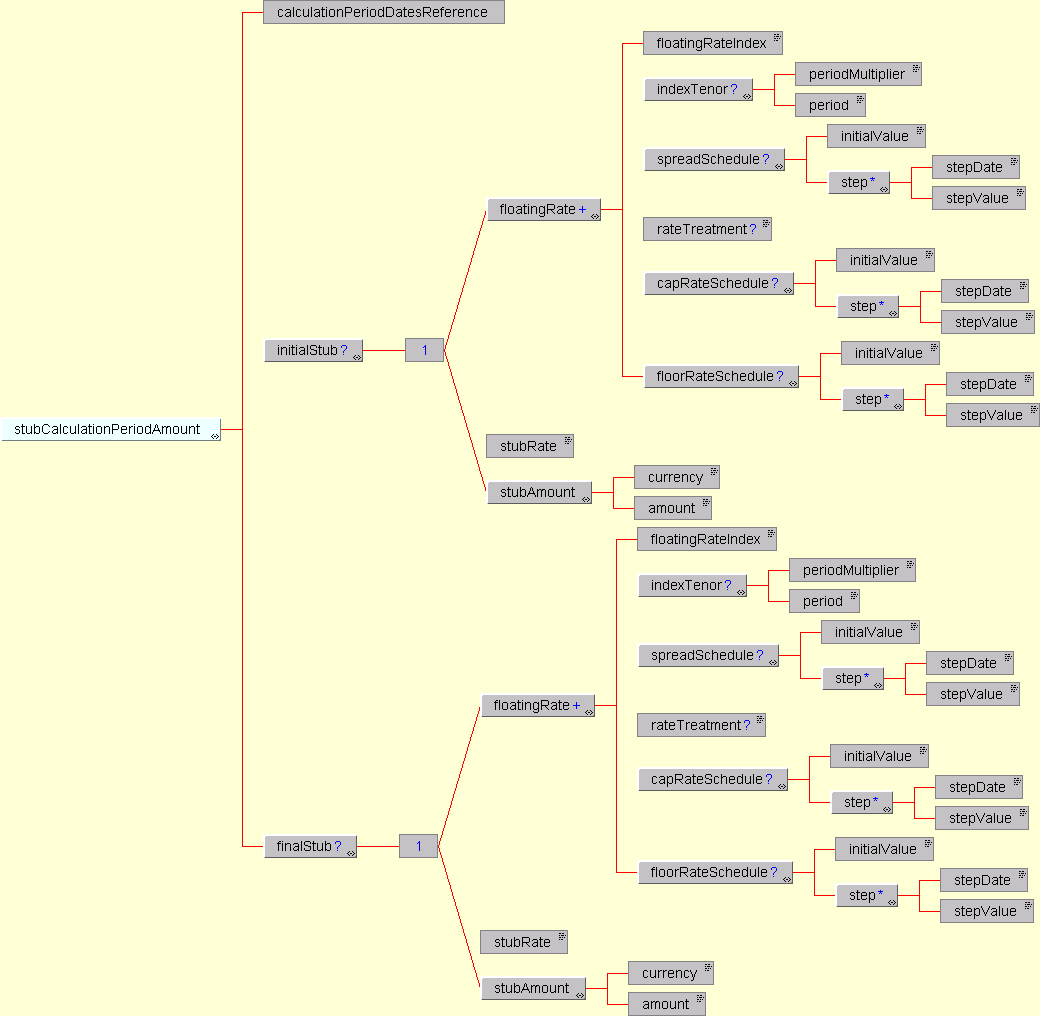 calculationPeriodDatesReference
floatingRateIndex
periodMultiplier
indexTenor?
period
initialValue
spreadSchedule?
stepDate
step*
stepValue
floatingRate+
rateTreatment?
initialValue
capRateSchedule?
stepDate
step*
stepValue
initialStub?
1
initialValue
floorRateSchedule?
stepDate
step*
stepValue
stubCalculationPeriodAmount
stubRate
currency
stubAmount
amount
floatingRateIndex
periodMultiplier
indexTenor?
period
initialValue
spreadSchedule?
stepDate
step*
stepValue
floatingRate+
rateTreatment?
initialValue
capRateSchedule?
stepDate
step*
stepValue
finalStub?
1
initialValue
floorRateSchedule?
stepDate
step*
stepValue
stubRate
currency
stubAmount
amount